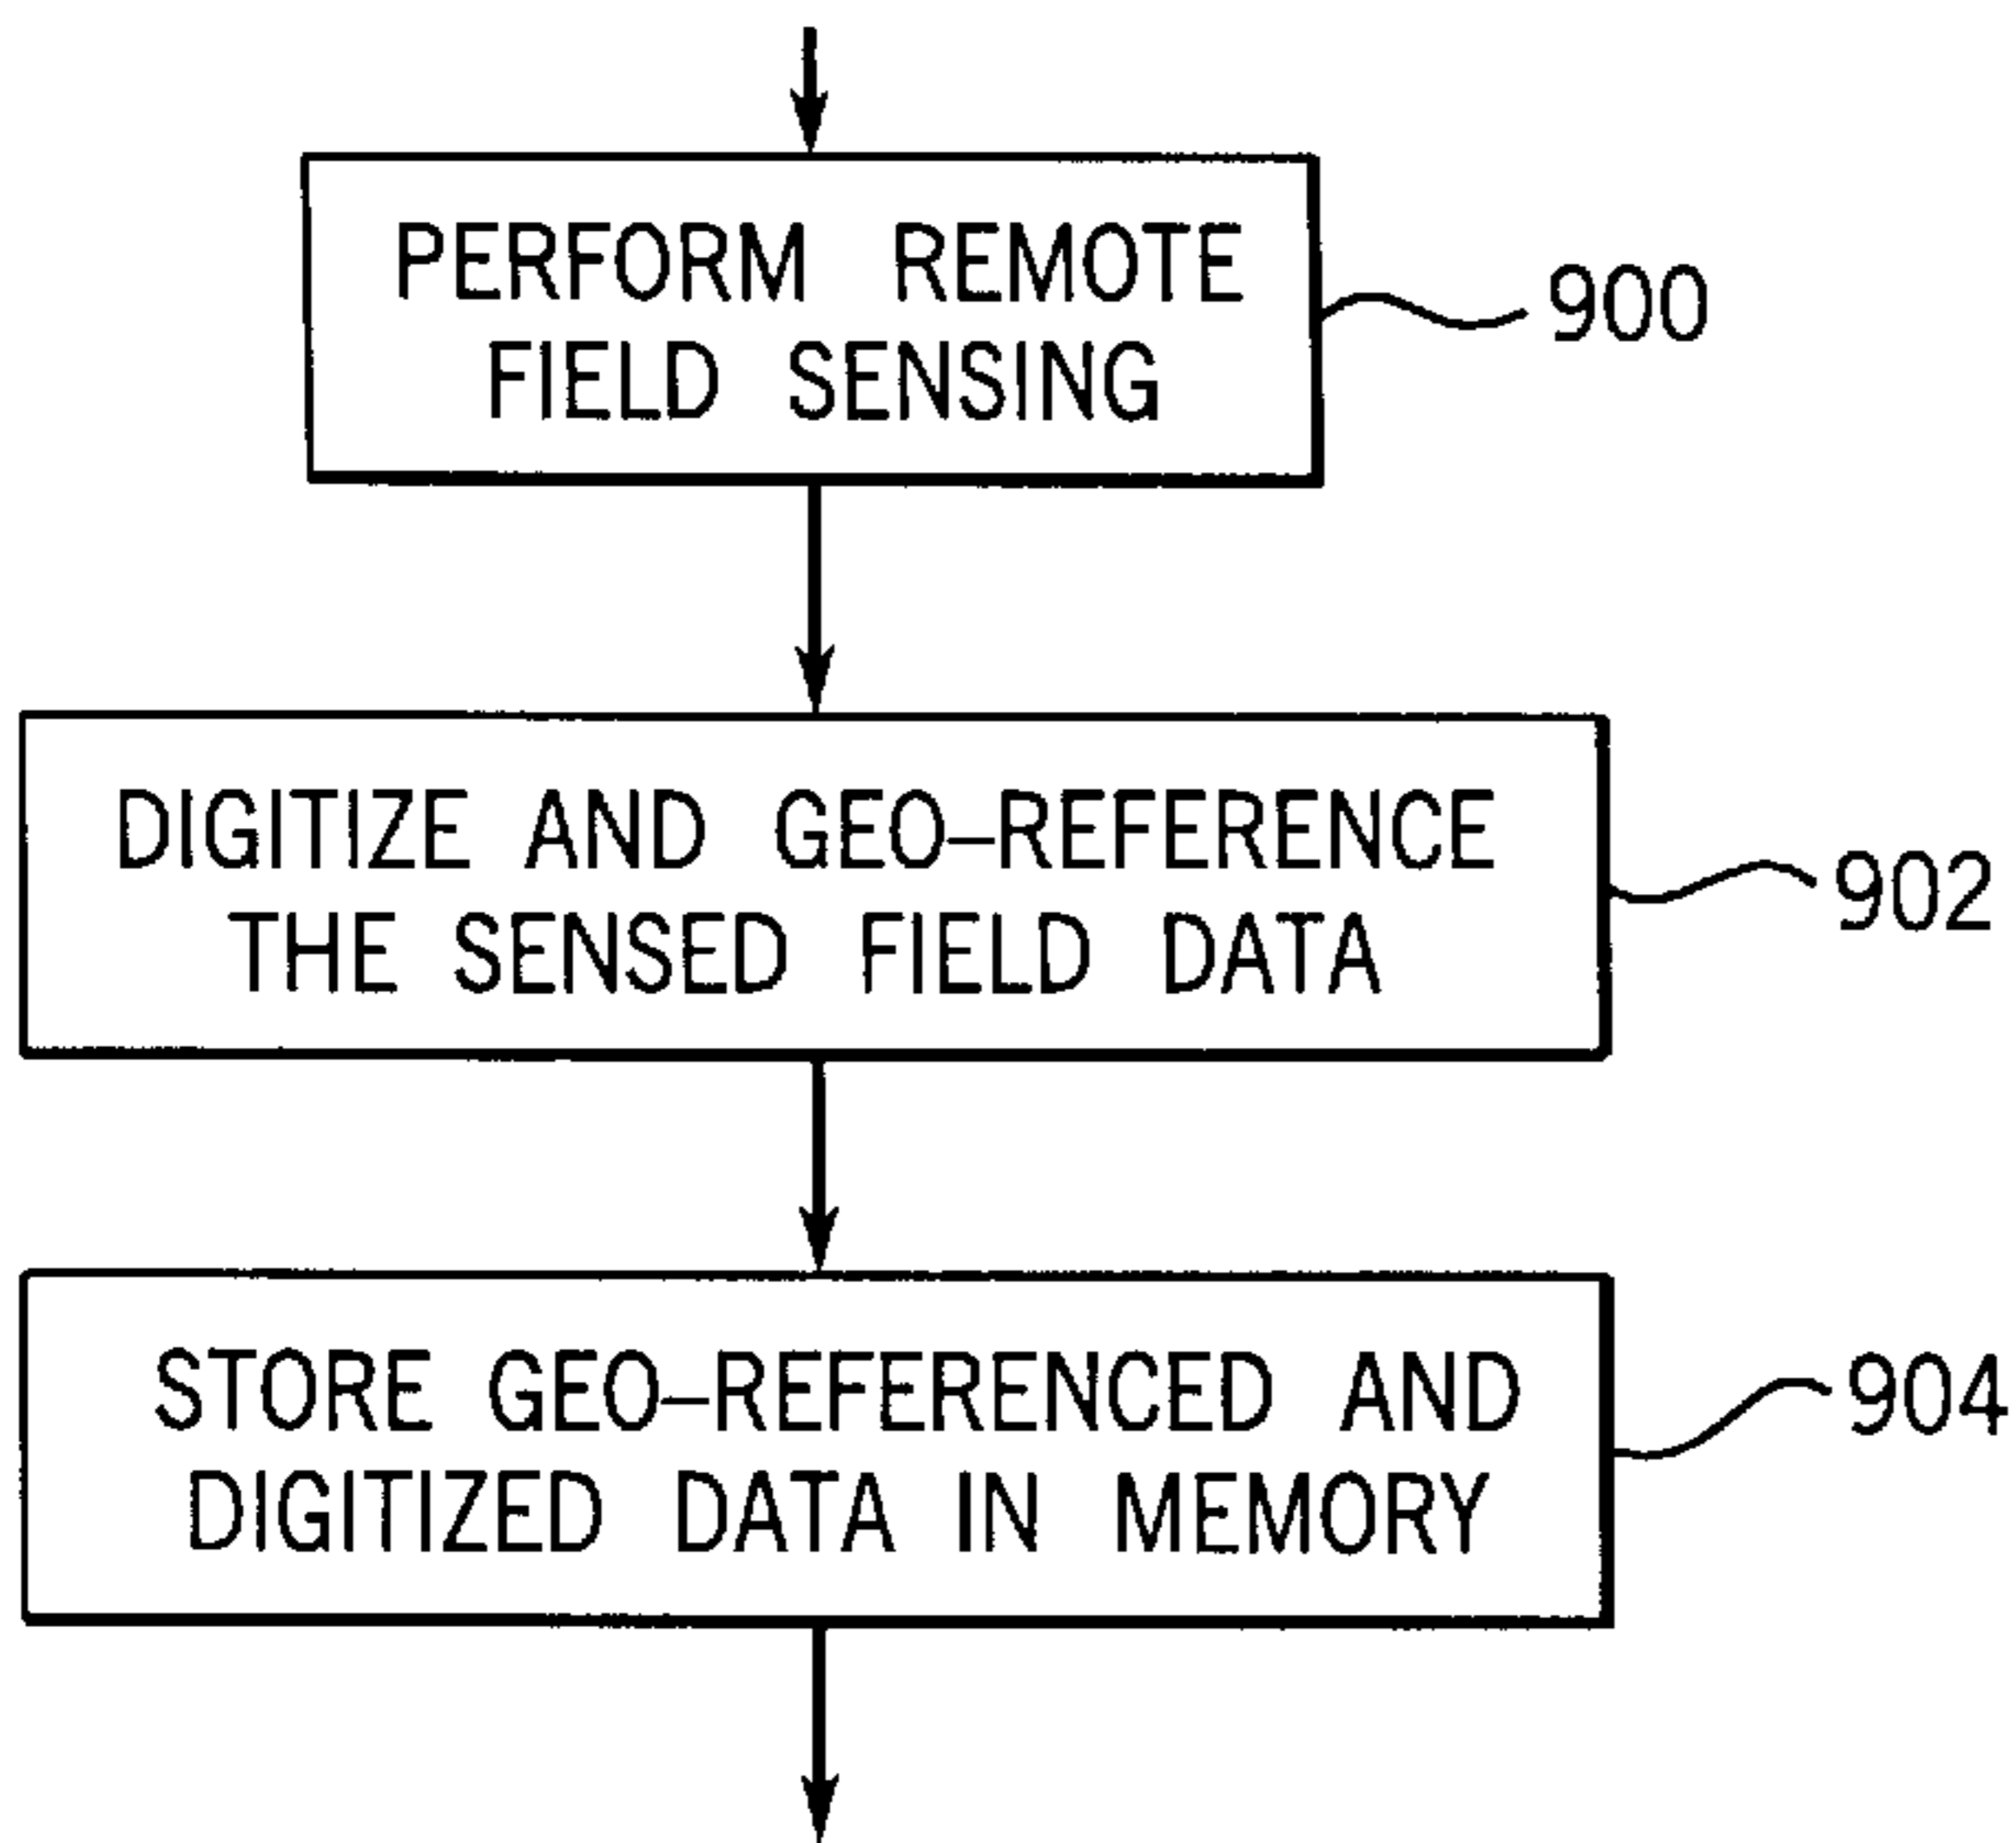 PERFORM REMOTE
FIELD SENSING
900
DIGITIZE AND GEO-REFERENCE
THE SENSED FIELD DATA
902
STORE GEO-REFERENCED AND
DIGITIZED DATA IN MEMORY
904